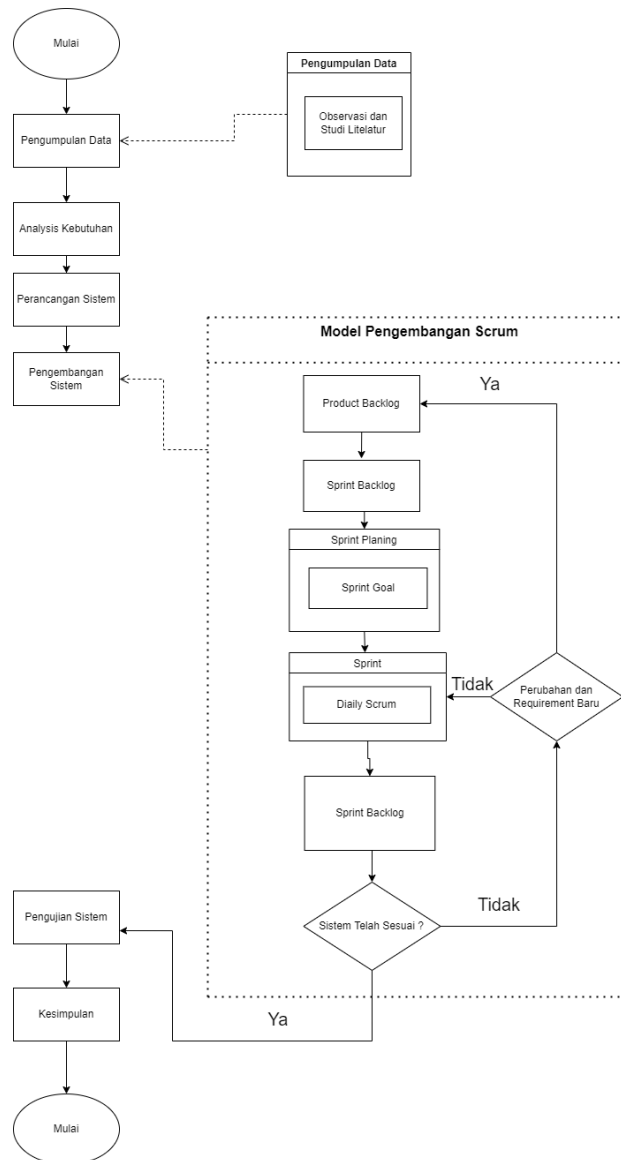 Mulai
Pengumpulan Data
Pengumpulan Data
Observasi dan
Studi Litelatur
Analysis Kebutuhan
Perancangan Sistem
Pengembangan
Sistem
Model Pengembangan Scrum
Product Backlog
Ya
Sprint Backlog
Sprint Planing
Sprint Goal
Sprint
Diaily Scrum
Tidak
Perubahan dan
Requirement Baru
Sprint Backlog
Sistem Telah Sesuai ?
Tidak
Ya
Pengujian Sistem
Kesimpulan
Mulai